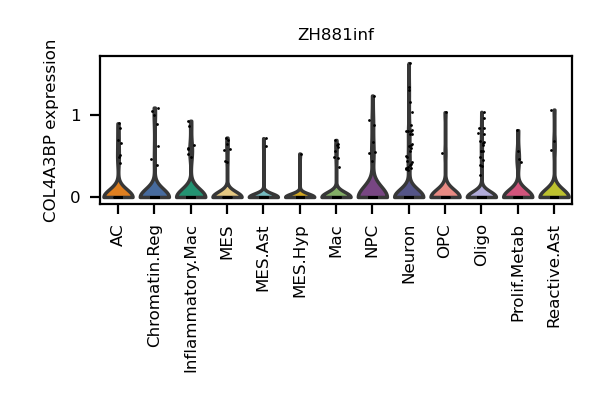 ZH881inf
COL4A3BP expression
1
0
AC
Chromatin.Reg
Inflammatory.Mac
MES
MES.Ast
MES.Hyp
Mac
NPC
Neuron
OPC
Oligo
Prolif.Metab
Reactive.Ast